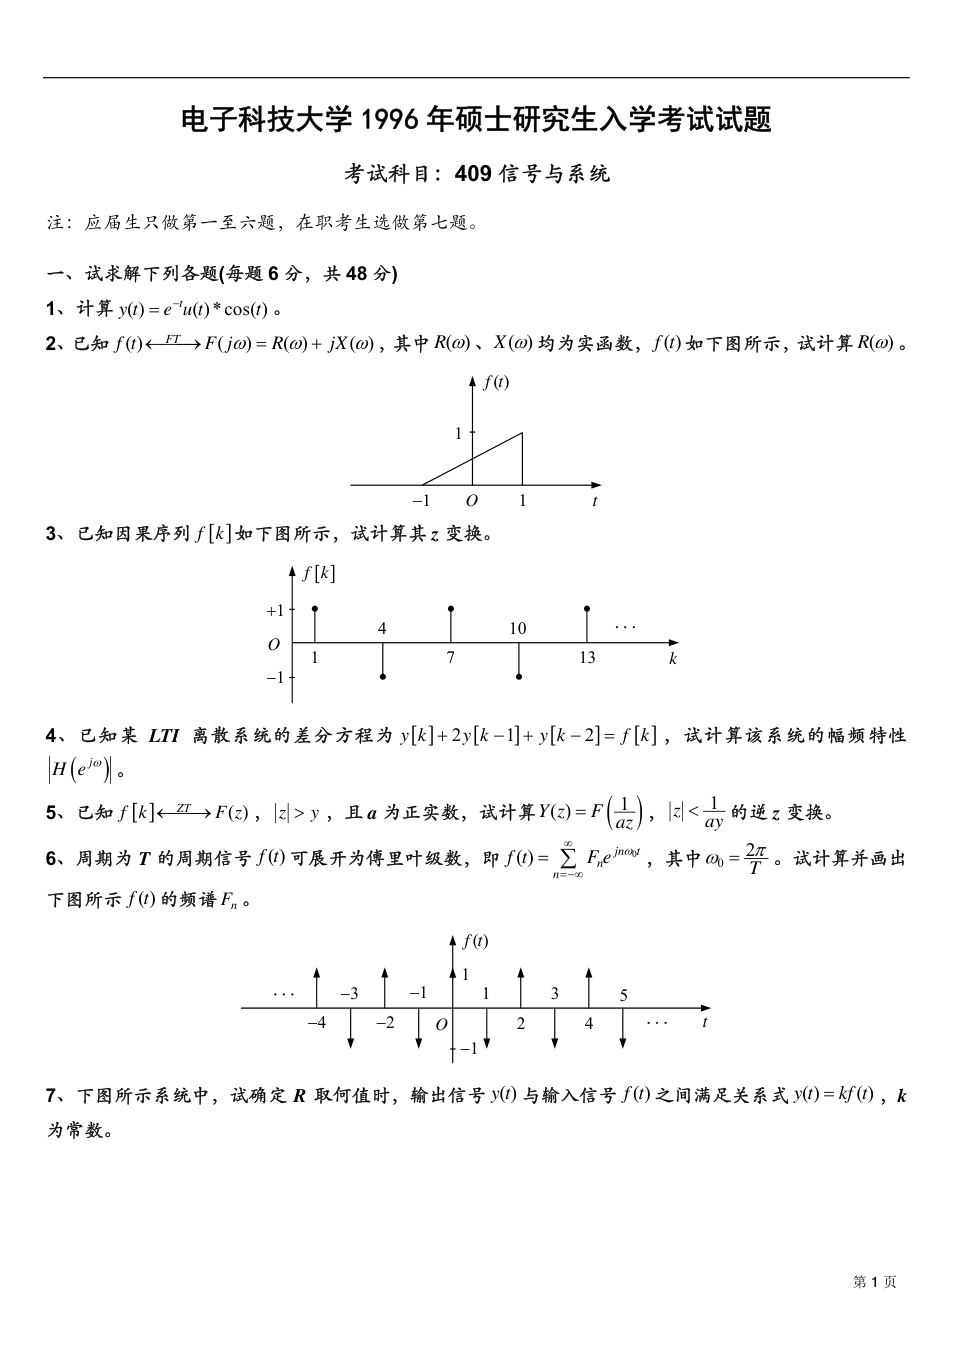 电子科技大学 1996 年硕士研究生入学考试试题
考试科目：409 信号与系统
注：应届生只做第一至六题，在职考生选做第七题。
一、试求解下列各题(每题 6 分，共 48 分)
1、计算 y(t) = e^{−t}u(t) * cos(t) 。
2、已知 f(t) ←FT→ F(jω) = R(ω) + jX(ω)，其中 R(ω)、X(ω) 均为实函数，f(t) 如下图所示，试计算 R(ω) 。
f(t)
1
−1 O 1 t
3、已知因果序列 f[k] 如下图所示，试计算其 z 变换。
f[k]
+1
4 10 ···
O
1 7 13 k
−1
4、已知某 LTI 离散系统的差分方程为 y[k] + 2y[k − 1] + y[k − 2] = f[k]，试计算该系统的幅频特性
|H(e^{jω})| 。
5、已知 f[k] ←ZT→ F(z)，|z| > y，且 a 为正实数，试计算 Y(z) = F(1/az)，|z| < 1/ay 的逆 z 变换。
6、周期为 T 的周期信号 f(t) 可展开为傅里叶级数，即 f(t) = ∑_{n=−∞}^{∞} F_n e^{jnω_0t}，其中 ω_0 = 2π/T 。试计算并画出
下图所示 f(t) 的频谱 F_n 。
f(t)
1
··· −3 −1 1 3 5
−4 −2 O 2 4 ··· t
−1
7、下图所示系统中，试确定 R 取何值时，输出信号 y(t) 与输入信号 f(t) 之间满足关系式 y(t) = kf(t)，k
为常数。
第 1 页